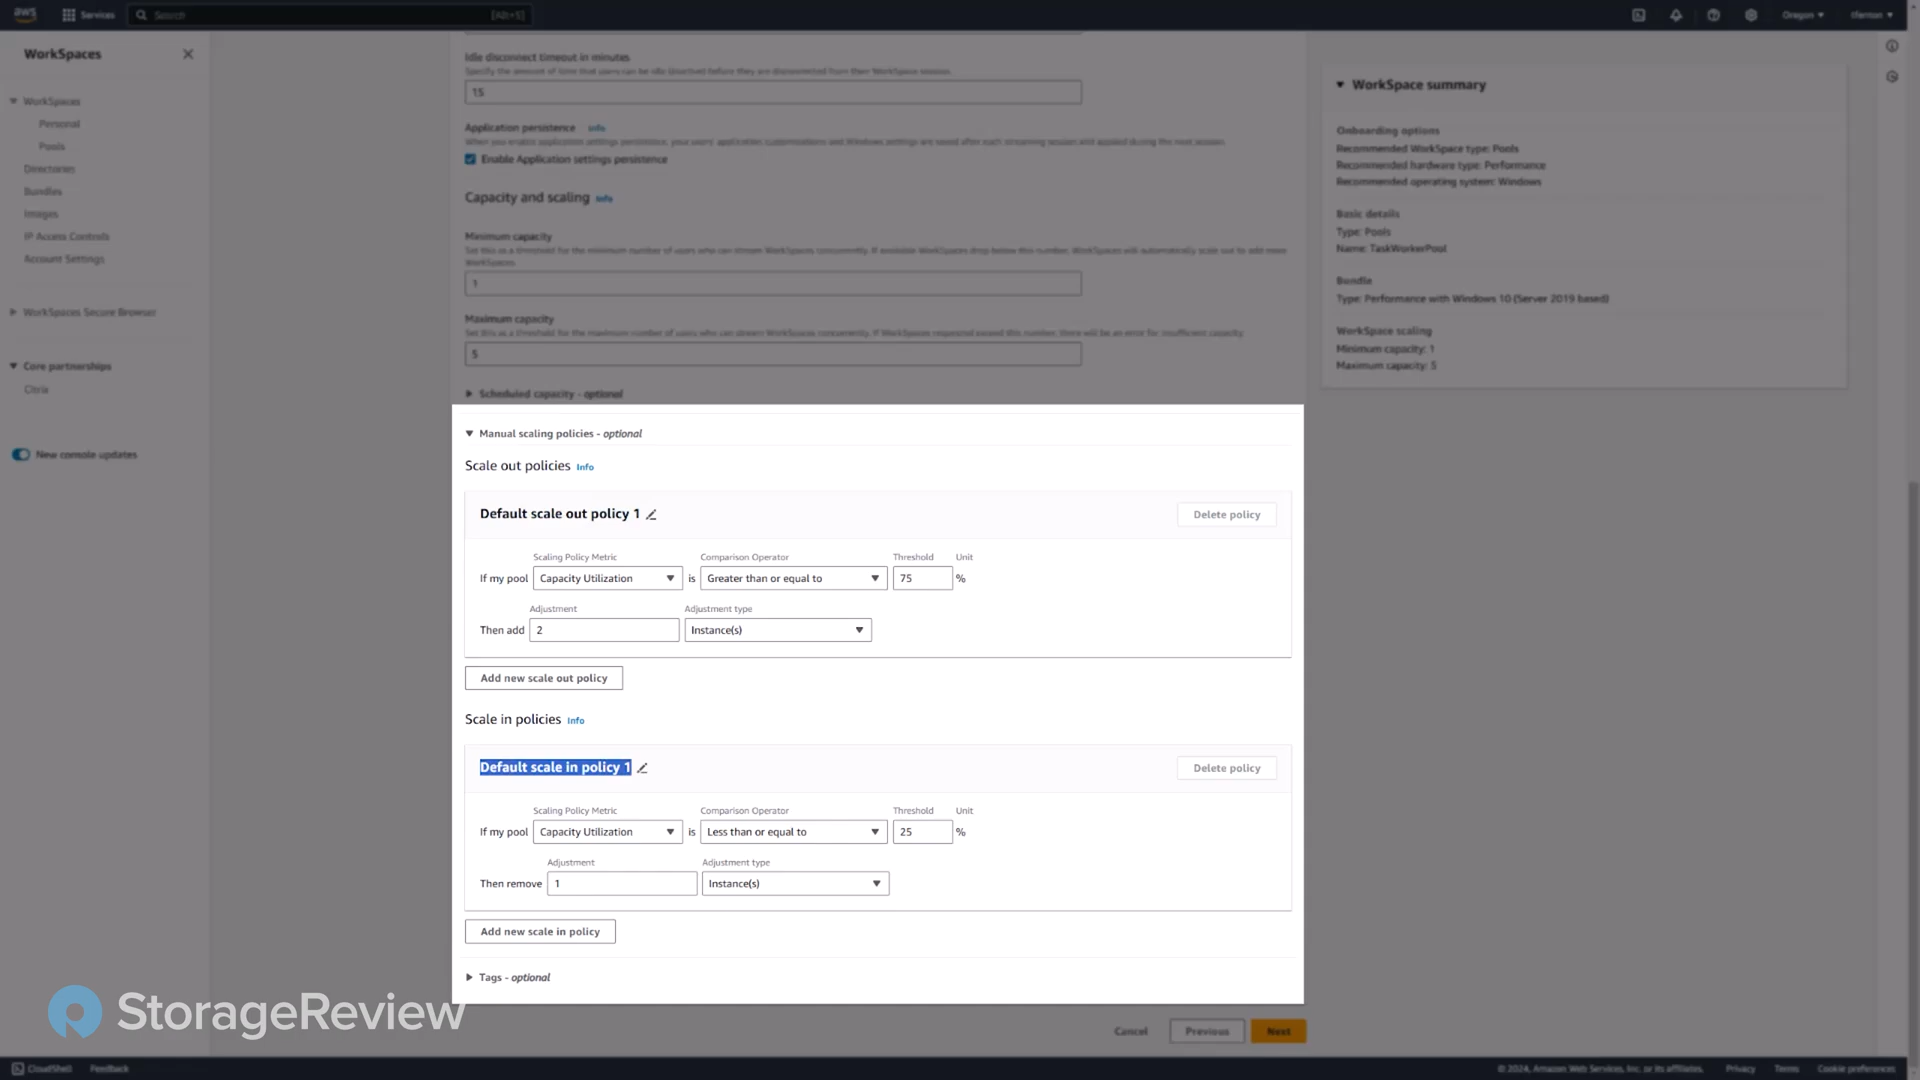 aws
Services
Search
[Alt+S]
Oregon
WorkSpaces
WorkSpaces
Personal
Pools
Directories
Bundles
Images
IP Access Controls
Account Settings
WorkSpaces Secure Browser
Core partnerships
Citrix
New console updates
Idle disconnect timeout in minutes
Specify the amount of time that users can be idle (inactive) before they are disconnected from their WorkSpace session.
15
Application persistence Info
When you enable application settings persistence, your users' application customizations and Windows settings are saved after each streaming session and applied during the next session.
Enable Application settings persistence
Capacity and scaling Info
Minimum capacity
Set this as a threshold for the minimum number of users who can stream WorkSpaces concurrently. If available WorkSpaces drop below this number, WorkSpaces will automatically scale out to add more
WorkSpaces.
1
Maximum capacity
Set this as a threshold for the maximum number of users who can stream WorkSpaces concurrently. If WorkSpaces requested exceed this number, there will be an error for insufficient capacity.
5
Scheduled capacity - optional
Manual scaling policies - optional
Scale out policies Info
Default scale out policy 1
Delete policy
Scaling Policy Metric Comparison Operator Threshold Unit
If my pool Capacity Utilization is Greater than or equal to 75 %
Adjustment Adjustment type
Then add 2 Instance(s)
Add new scale out policy
Scale in policies Info
Default scale in policy 1
Delete policy
Scaling Policy Metric Comparison Operator Threshold Unit
If my pool Capacity Utilization is Less than or equal to 25 %
Adjustment Adjustment type
Then remove 1 Instance(s)
Add new scale in policy
Tags - optional
Cancel Previous Next
WorkSpace summary
Onboarding options
Recommended WorkSpace type: Pools
Recommended hardware type: Performance
Recommended operating system: Windows
Basic details
Type: Pools
Name: TaskWorkerPool
Bundle
Type: Performance with Windows 10 (Server 2019 based)
WorkSpace scaling
Minimum capacity: 1
Maximum capacity: 5
StorageReview
CloudShell Feedback
© 2024, Amazon Web Services, Inc. or its affiliates. Privacy Terms Cookie preferences